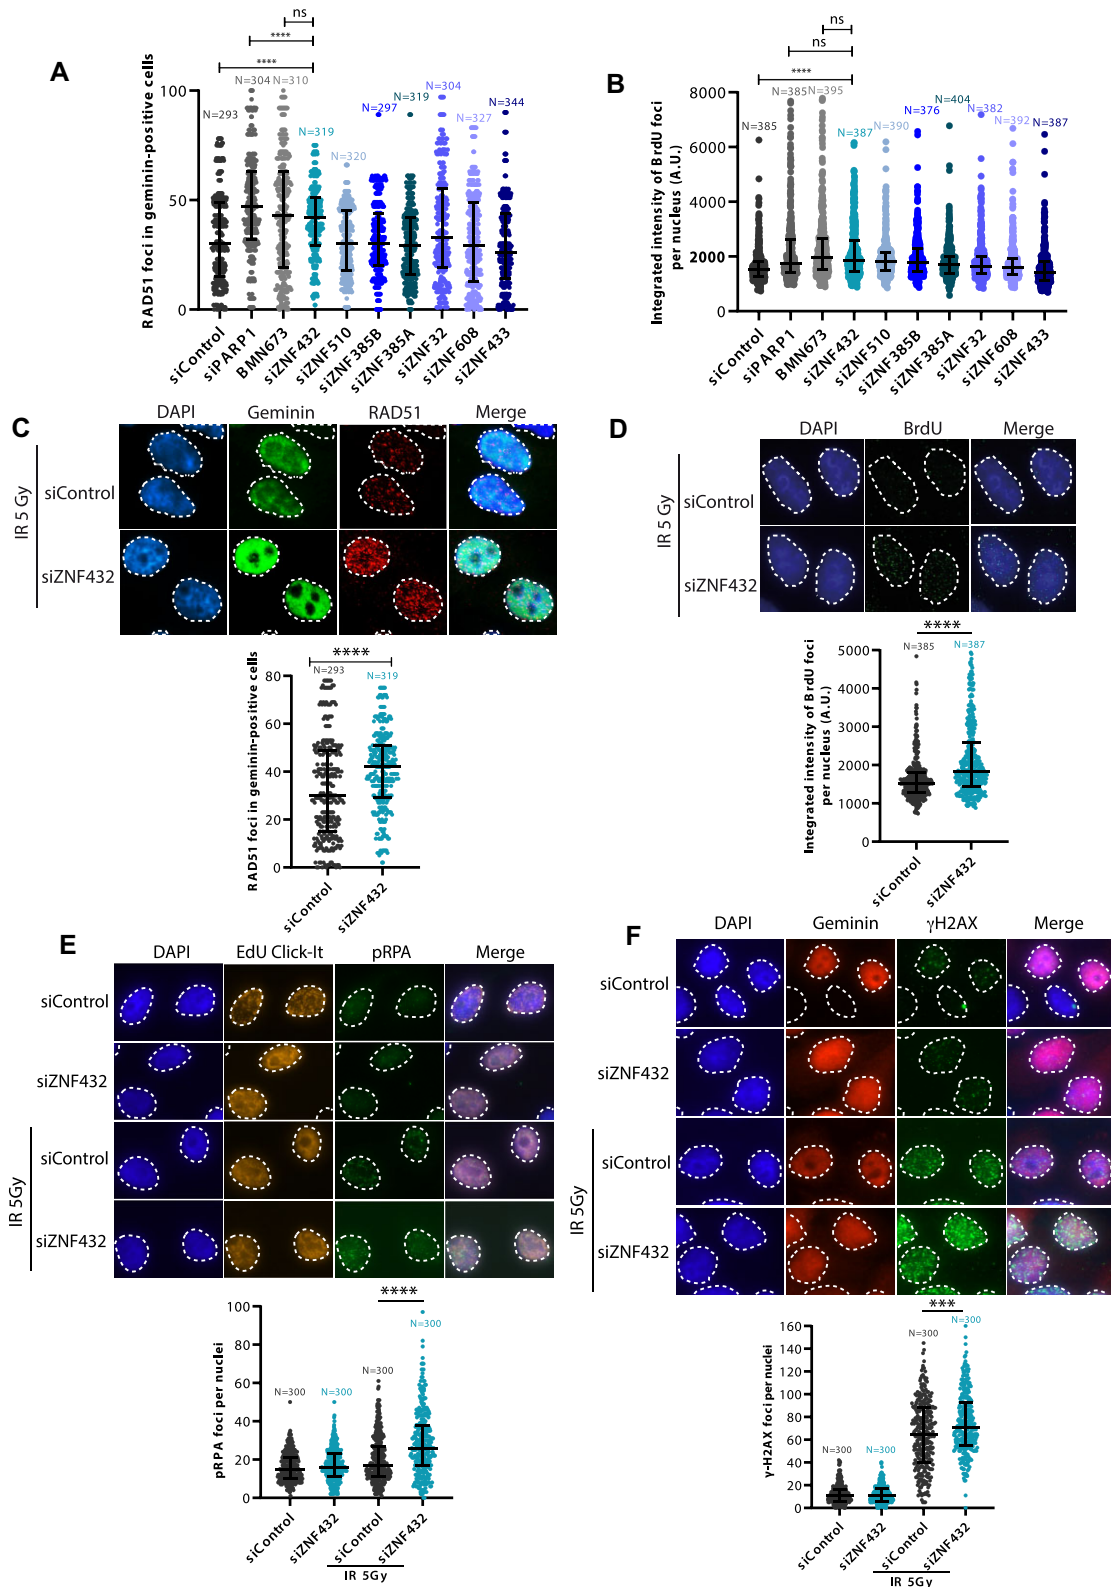 A
ns
****
****
N=293
N=304
N=310
N=319
N=320
N=297
N=319
N=304
N=327
N=344
RAD51 foci in geminin-positive cells
100
50
0
siControl
siPARP1
BMN673
siZNF432
siZNF510
siZNF385B
siZNF385A
siZNF32
siZNF608
siZNF433
B
ns
ns
****
N=385
N=385
N=395
N=387
N=390
N=376
N=404
N=382
N=392
N=387
Integrated intensity of BrdU foci
per nucleus (A.U.)
8000
6000
4000
2000
0
siControl
siPARP1
BMN673
siZNF432
siZNF510
siZNF385B
siZNF385A
siZNF32
siZNF608
siZNF433
C
DAPI
Geminin
RAD51
Merge
IR 5 Gy
siControl
siZNF432
****
N=293
N=319
RAD51 foci in geminin-positive cells
80
60
40
20
0
siControl
siZNF432
D
DAPI
BrdU
Merge
IR 5 Gy
siControl
siZNF432
****
N=385
N=387
Integrated intensity of BrdU foci
per nucleus (A.U.)
5000
4000
3000
2000
1000
0
siControl
siZNF432
E
DAPI
EdU Click-It
pRPA
Merge
siControl
siZNF432
IR 5Gy
siControl
siZNF432
****
N=300
N=300
N=300
N=300
pRPA foci per nuclei
100
80
60
40
20
0
siControl
siZNF432
siControl
siZNF432
IR 5Gy
F
DAPI
Geminin
γH2AX
Merge
siControl
siZNF432
IR 5Gy
siControl
siZNF432
***
N=300
N=300
N=300
N=300
γ-H2AX foci per nuclei
160
140
120
100
80
60
40
20
0
siControl
siZNF432
siControl
siZNF432
IR 5Gy